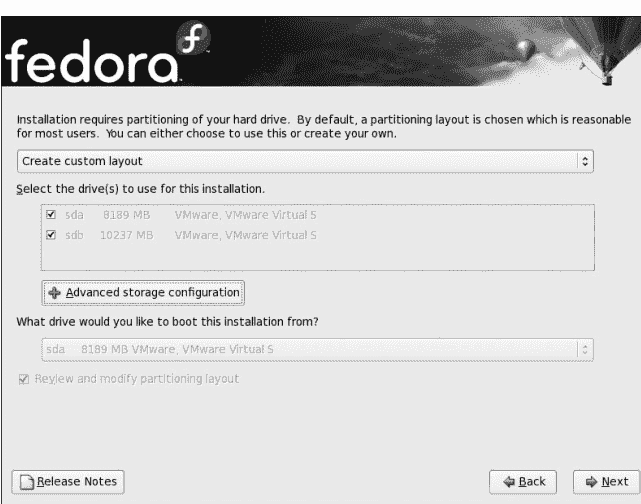 fedora
Installation requires partitioning of your hard drive. By default, a partitioning layout is chosen which is reasonable
for most users. You can either choose to use this or create your own.
Create custom layout
Select the drive(s) to use for this installation.
sda 8189 MB VMware, VMware Virtual S
sdb 10237 MB VMware, VMware Virtual S
Advanced storage configuration
What drive would you like to boot this installation from?
sda 8189 MB VMware, VMware Virtual S
Review and modify partitioning layout
Release Notes Back Next